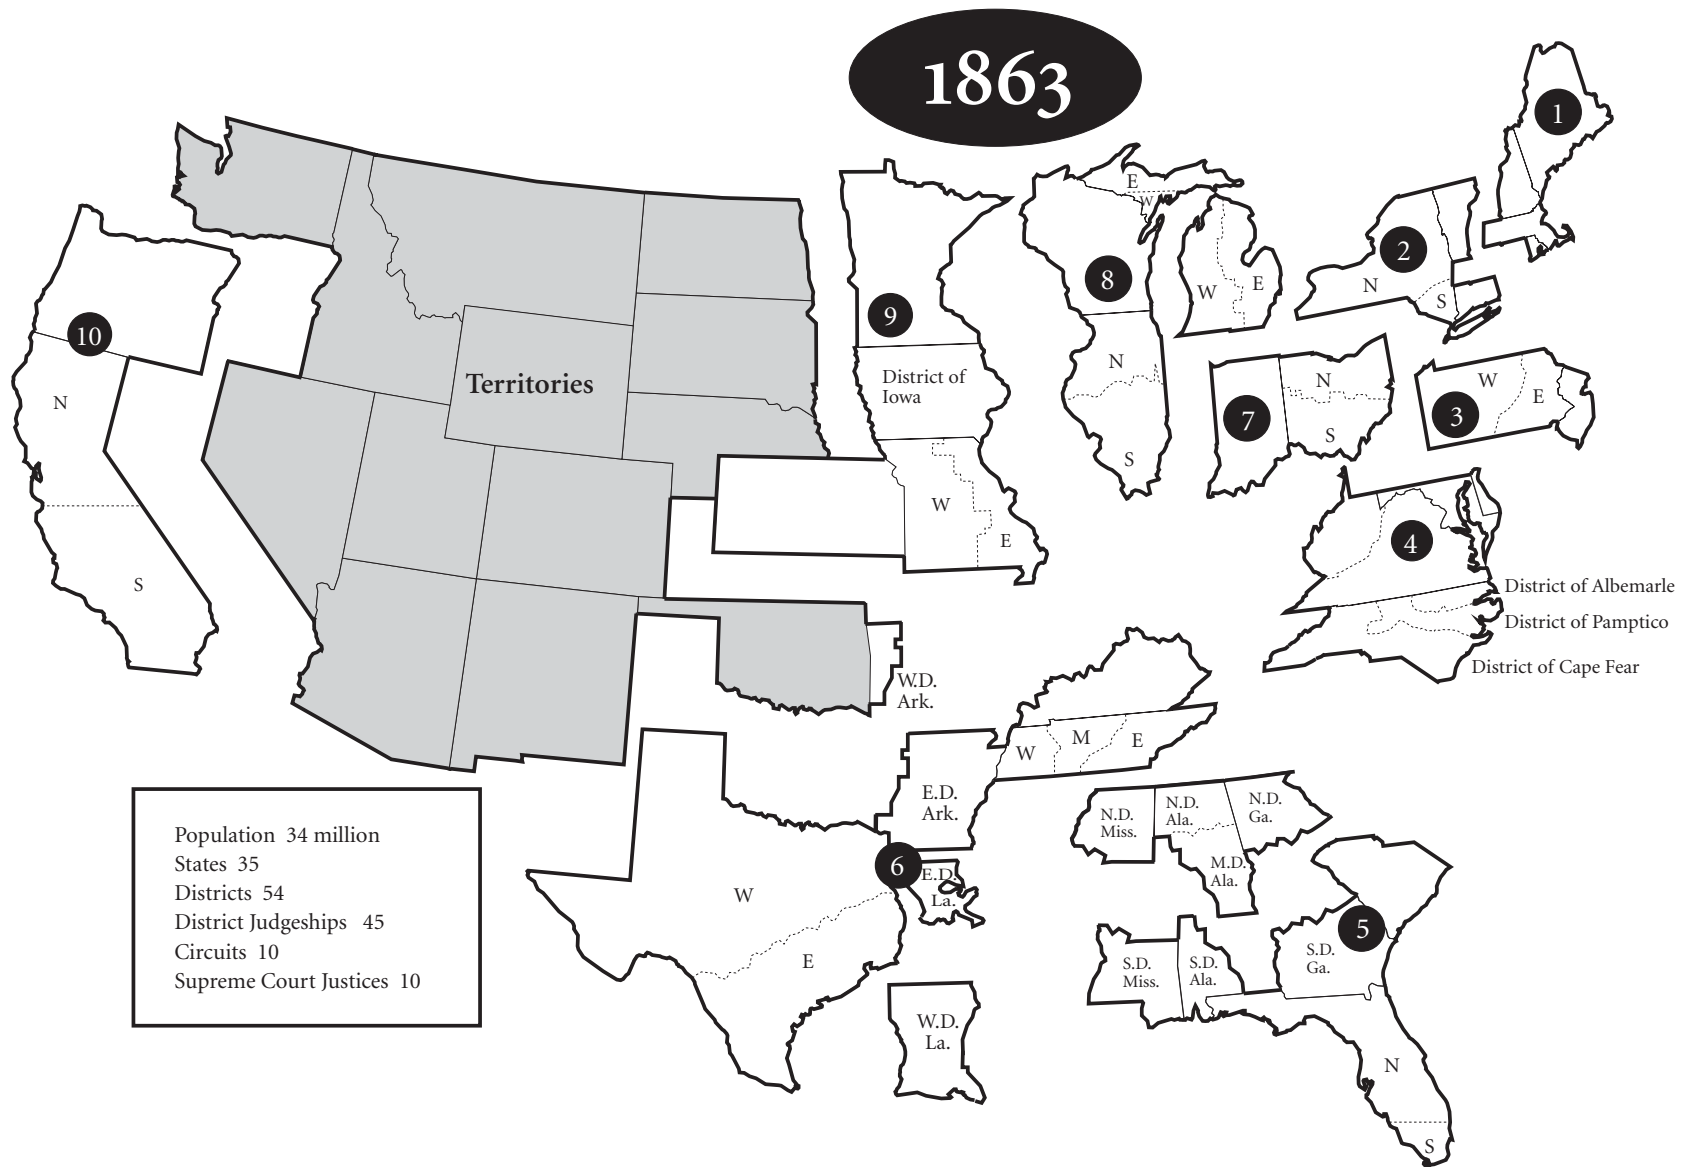 1863
1
E
W
2
N
S
10
9
8
W
E
N
Territories
District of
Iowa
N
S
7
N
S
3
W
E
W
E
4
S
District of Albemarle
District of Pamptico
District of Cape Fear
W.D.
Ark.
W
M
E
E.D.
Ark.
N.D.
Miss.
N.D.
Ala.
N.D.
Ga.
M.D.
Ala.
Population 34 million
States 35
Districts 54
District Judgeships 45
Circuits 10
Supreme Court Justices 10
6
E.D.
La.
W
E
5
S.D.
Miss.
S.D.
Ala.
S.D.
Ga.
W.D.
La.
N
S